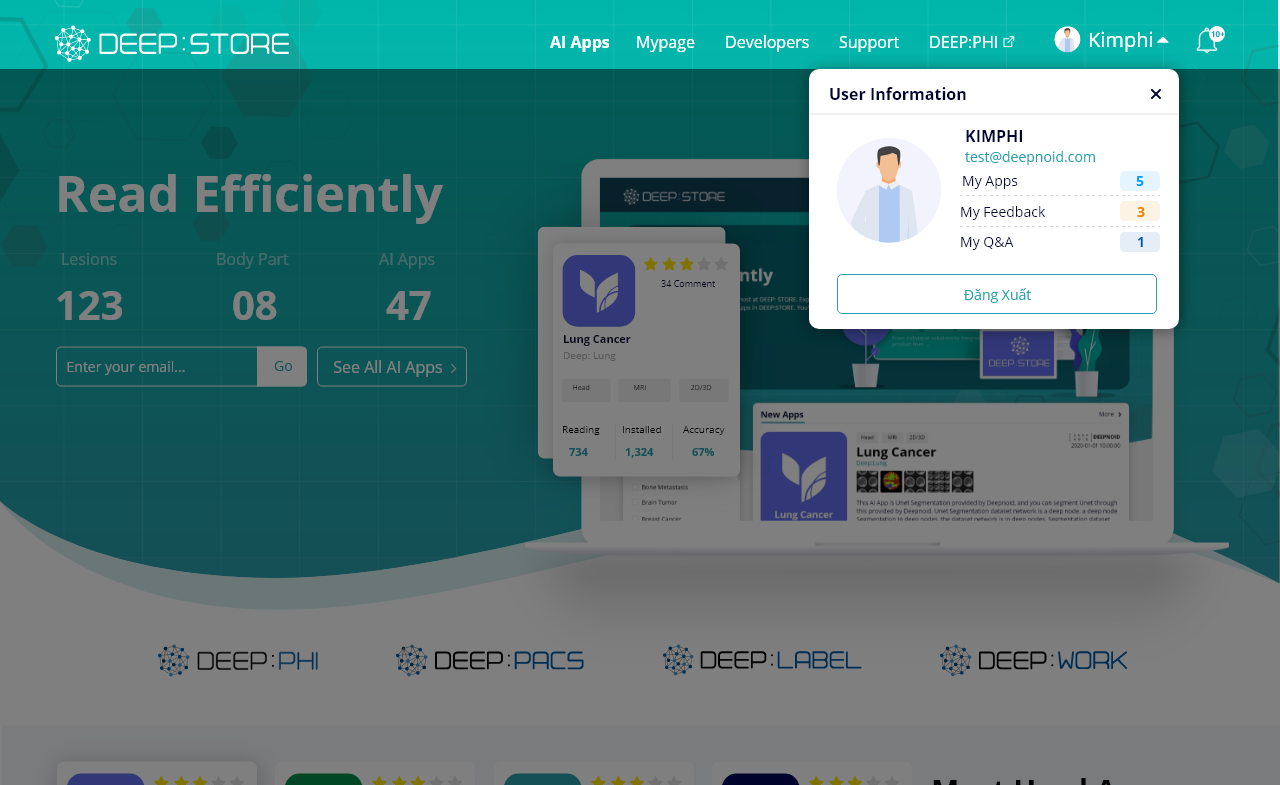 DEEP:STORE
AI Apps
Mypage
Developers
Support
DEEP:PHI
Kimphi
10+
User Information
KIMPHI
test@deepnoid.com
My Apps 5
My Feedback 3
My Q&A 1
Đăng Xuất
Read Efficiently
Lesions Body Part AI Apps
123 08 47
Enter your email... Go See All AI Apps
DEEP:STORE
34 Comment
Lung Cancer
Deep: Lung
Head MRI 2D/3D
Reading Installed Accuracy
734 1,324 67%
Bone Metastasis
Brain Tumor
Breast Cancer
DEEP:STORE
New Apps More
Head MRI 2D/3D
DEEPNOID
2020-01-01 10:00:00
Lung Cancer
Deep:Lung
Lung Cancer
This AI App is Unet Segmentation provided by Deepnoid, and you can segment Unet through
this provided by Deepnoid. Unet Segmentation dataset network is a deep node, a deep node
Segmentation in deep nodes, the dataset network is in deep nodes, Segmentation dataset
DEEP:PHI
DEEP:PACS
DEEP:LABEL
DEEP:WORK